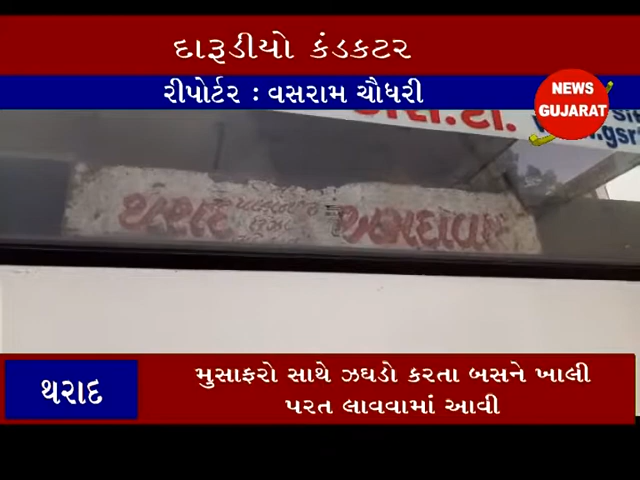 દારૂડીયો કંડકટર
રીપોર્ટર : વસરામ ચૌધરી
NEWS
GUJARAT
થરાદ
અમદાવાદ
થરાદ
મુસાફરો સાથે ઝઘડો કરતા બસને ખાલી
પરત લાવવામાં આવી